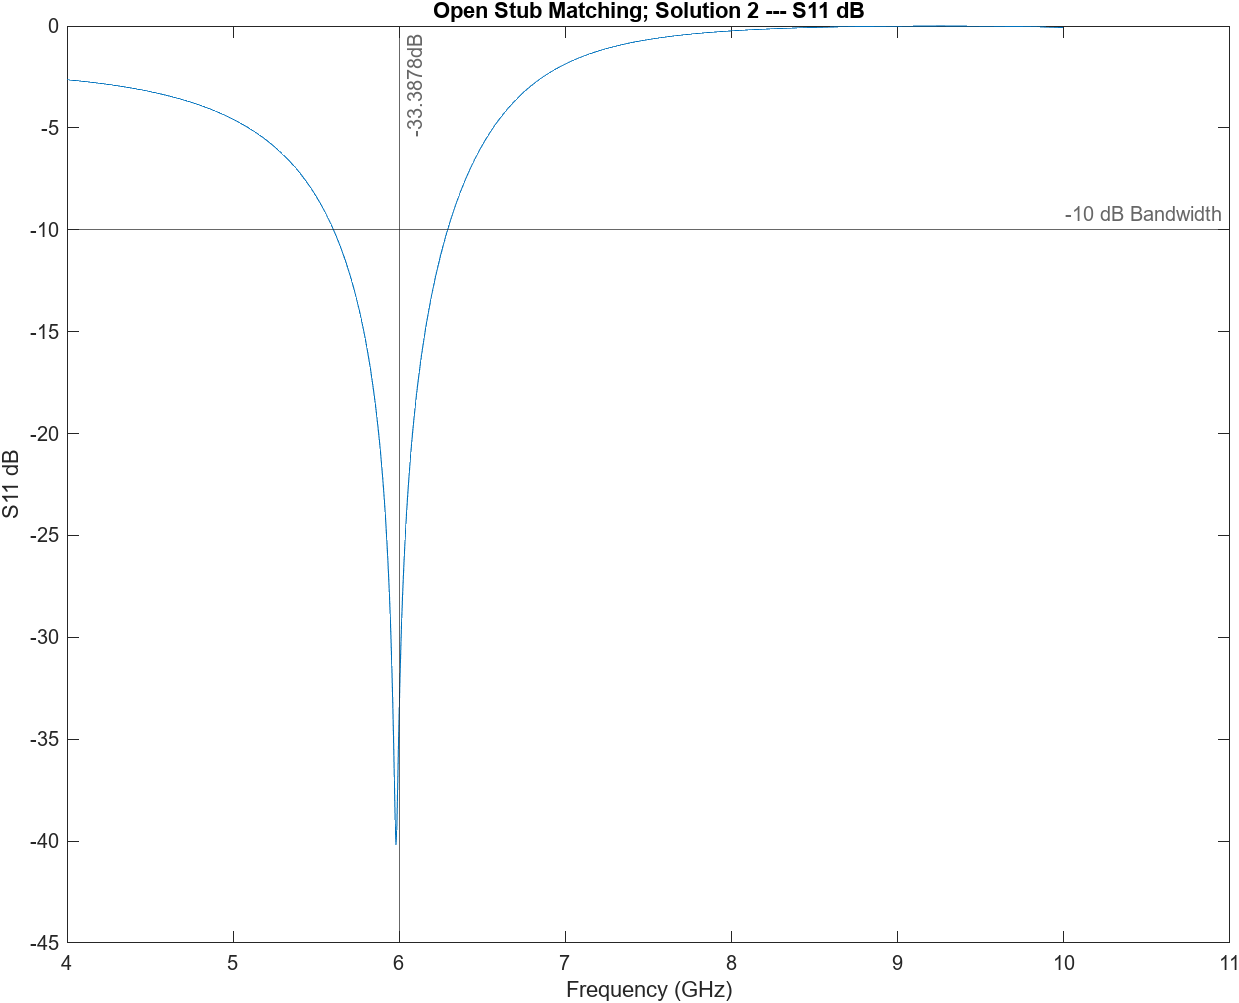 Open Stub Matching; Solution 2 --- S11 dB
0
-5
-10
-15
-20
-25
-30
-35
-40
-45
S11 dB
-33.3878dB
-10 dB Bandwidth
4 5 6 7 8 9 10 11
Frequency (GHz)